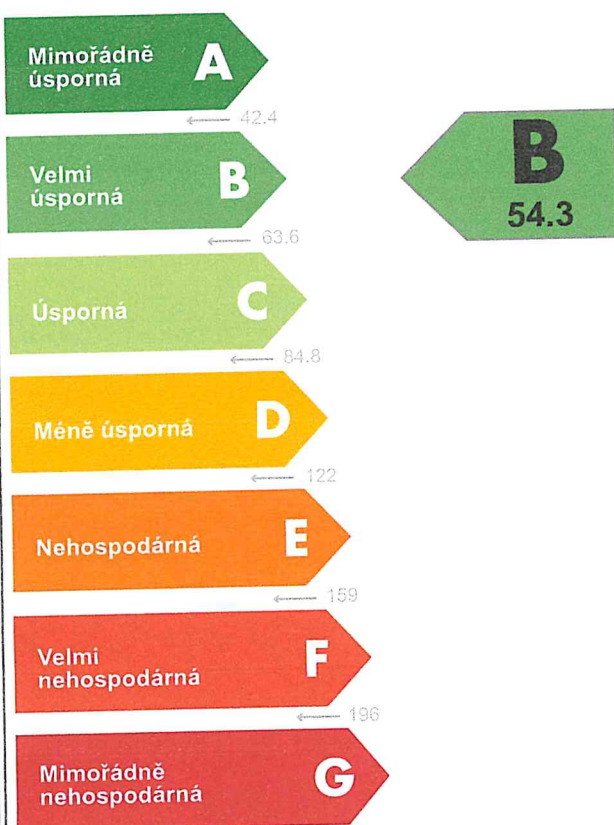 Mimořádně
úsporná
A
42.4
B
54.3
Velmi
úsporná
B
63.6
Úsporná
C
84.8
Méně úsporná
D
122
Nehospodárná
E
159
Velmi
nehospodárná
F
196
Mimořádně
nehospodárná
G